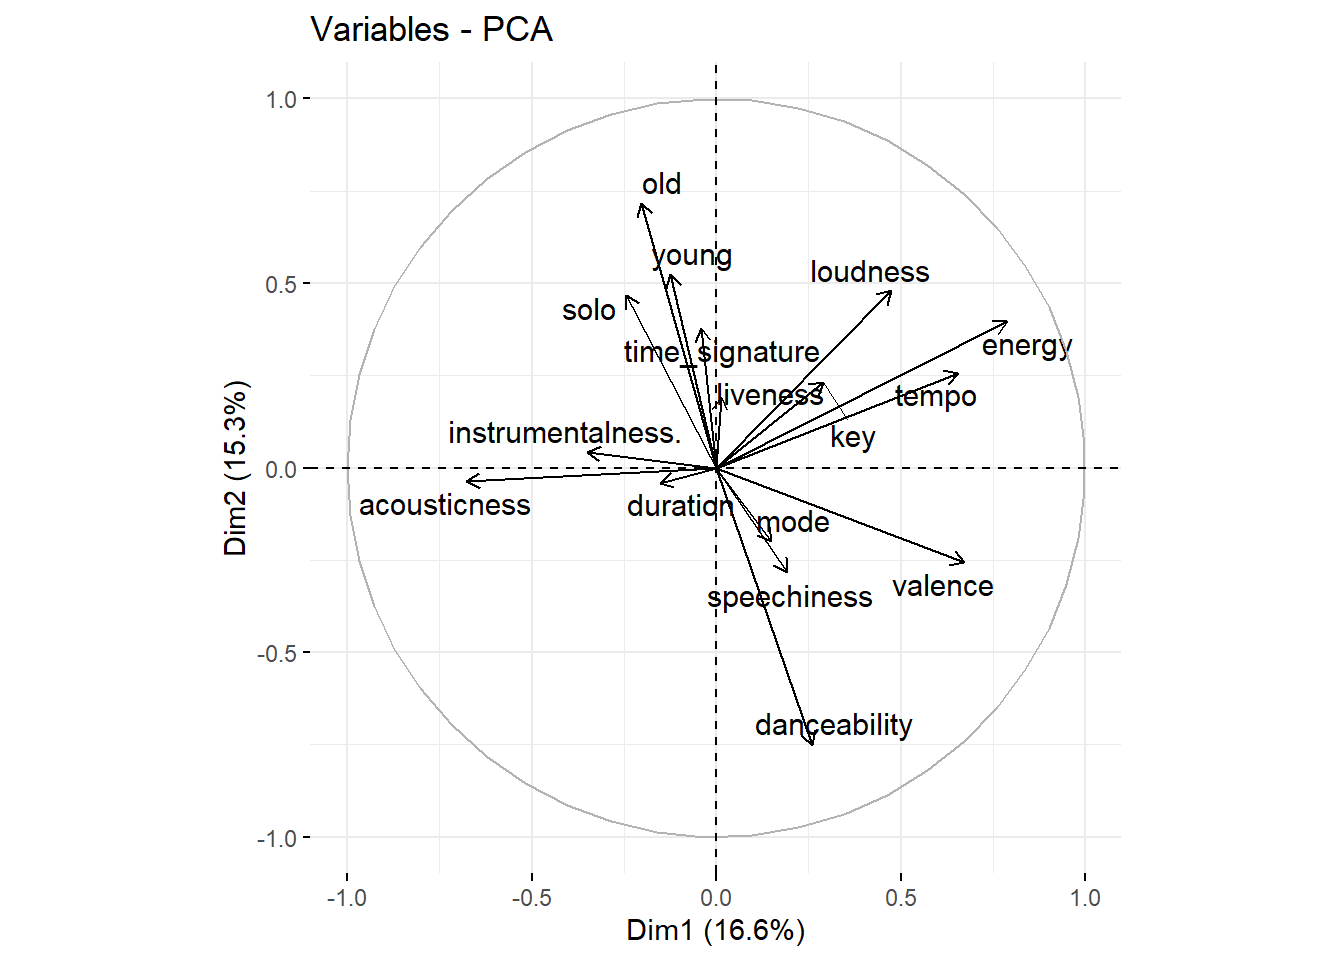 Variables - PCA
1.0
old
young
loudness
0.5
solo
energy
time_signature
liveness
tempo
key
instrumentalness.
0.0
acousticness
duration
mode
valence
speechiness
-0.5
danceability
-1.0
-1.0 -0.5 0.0 0.5 1.0
Dim1 (16.6%)
Dim2 (15.3%)